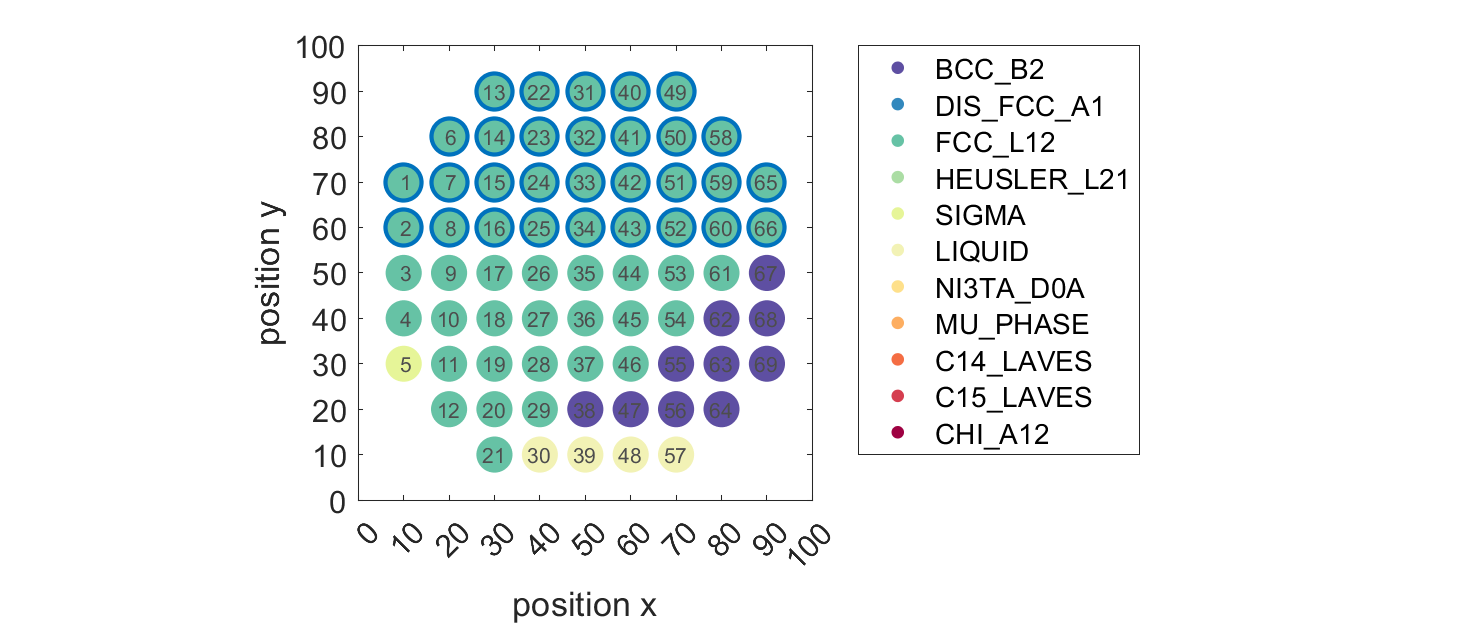 100
90
80
70
60
50
40
30
20
10
0
position y
13 22 31 40 49
6 14 23 32 41 50 58
1 7 15 24 33 42 51 59 65
2 8 16 25 34 43 52 60 66
3 9 17 26 35 44 53 61 67
4 10 18 27 36 45 54 62 68
5 11 19 28 37 46 55 63 69
12 20 29 38 47 56 64
21 30 39 48 57
0 10 20 30 40 50 60 70 80 90 100
position x
BCC_B2
DIS_FCC_A1
FCC_L12
HEUSLER_L21
SIGMA
LIQUID
NI3TA_D0A
MU_PHASE
C14_LAVES
C15_LAVES
CHI_A12